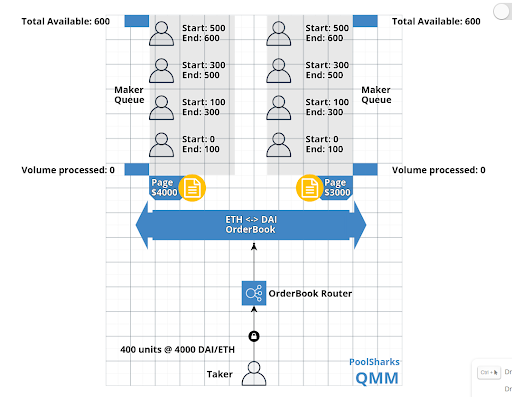 Total Available: 600
Start: 500
End: 600
Start: 500
End: 600
Total Available: 600
Start: 300
End: 500
Start: 300
End: 500
Maker
Queue
Maker
Queue
Start: 100
End: 300
Start: 100
End: 300
Start: 0
End: 100
Start: 0
End: 100
Volume processed: 0
Volume processed: 0
Page
$4000
Page
$3000
ETH <-> DAI
OrderBook
OrderBook Router
400 units @ 4000 DAI/ETH
Taker
PoolSharks
QMM
Ctrl +
Dr
Dr